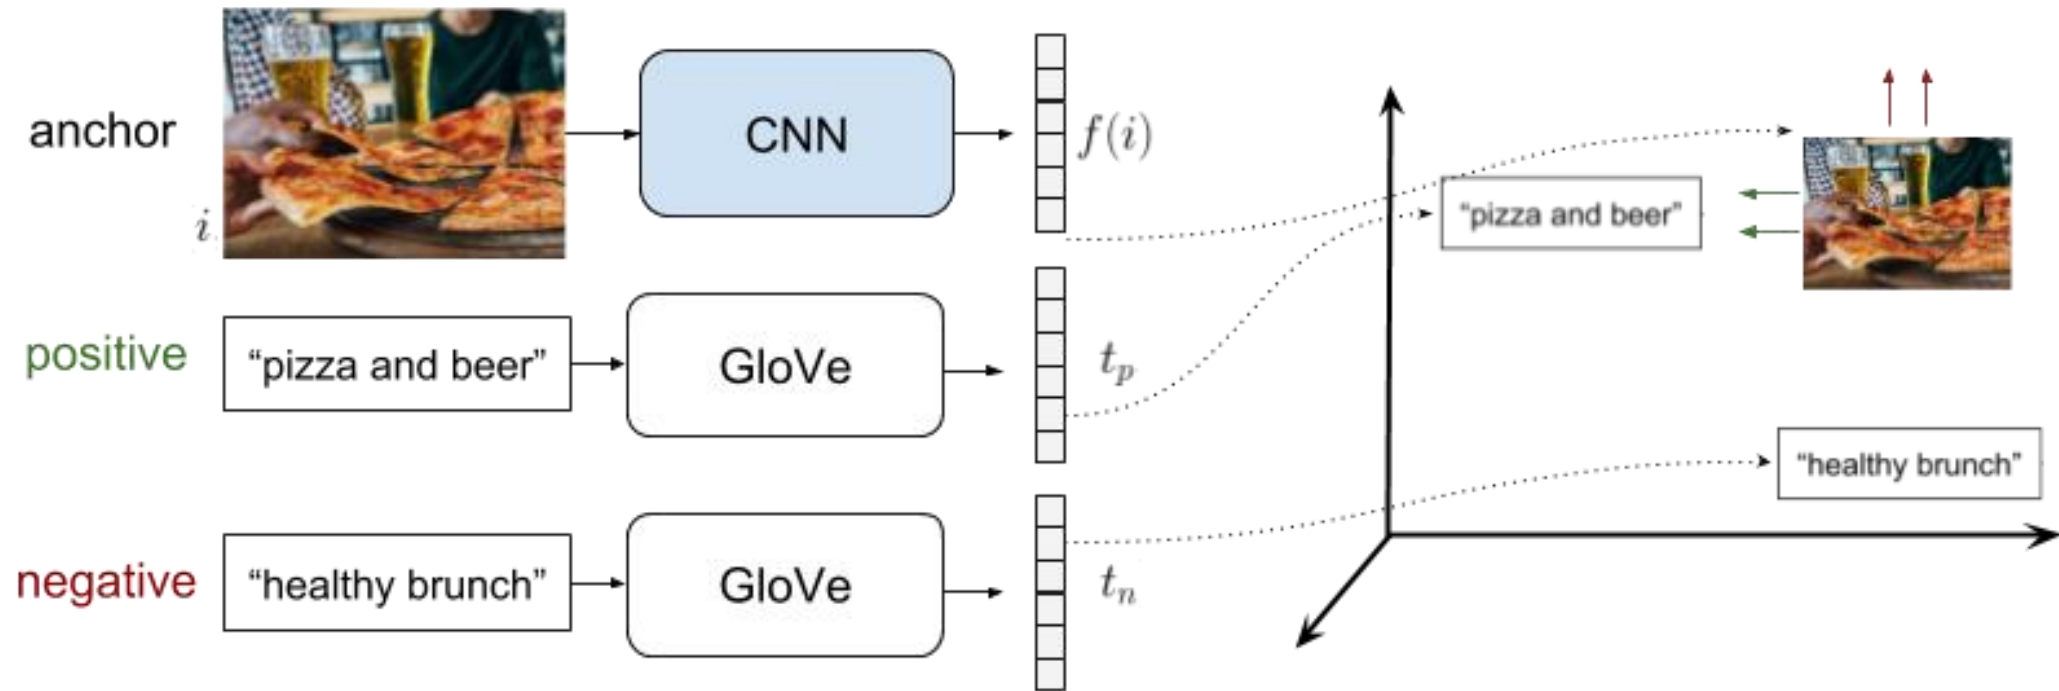 anchor
i
CNN
f(i)
positive
“pizza and beer”
GloVe
t_p
negative
“healthy brunch”
GloVe
t_n
“pizza and beer”
“healthy brunch”